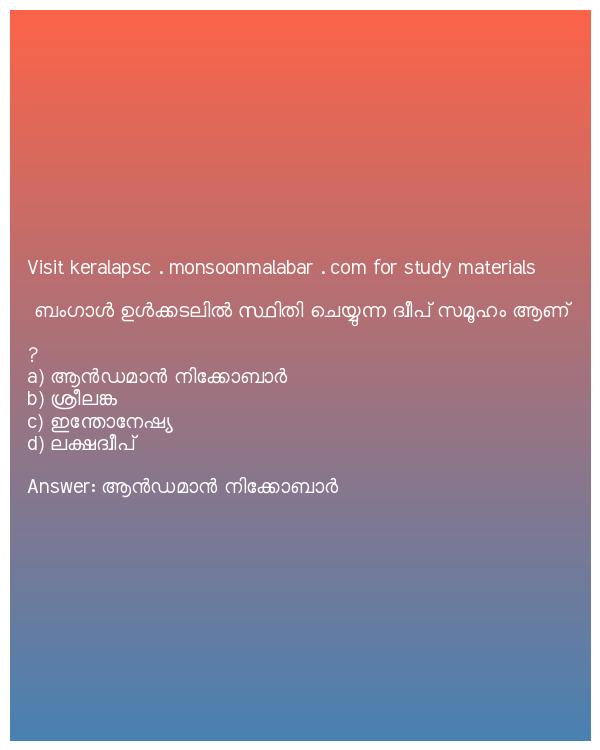 Visit keralapsc . monsoonmalabar . com for study materials
ബംഗാൾ ഉൾക്കടലിൽ സ്ഥിതി ചെയ്യുന്ന ദ്വീപ് സമൂഹം ആണ്
?
a) ആൻഡമാൻ നിക്കോബാർ
b) ശ്രീലങ്ക
c) ഇന്തോനേഷ്യ
d) ലക്ഷദ്വീപ്
Answer: ആൻഡമാൻ നിക്കോബാർ